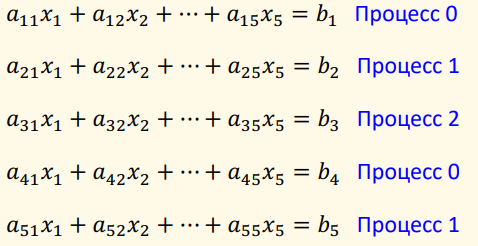 a₁₁x₁ + a₁₂x₂ + ⋯ + a₁₅x₅ = b₁ Процесс 0
a₂₁x₁ + a₂₂x₂ + ⋯ + a₂₅x₅ = b₂ Процесс 1
a₃₁x₁ + a₃₂x₂ + ⋯ + a₃₅x₅ = b₃ Процесс 2
a₄₁x₁ + a₄₂x₂ + ⋯ + a₄₅x₅ = b₄ Процесс 0
a₅₁x₁ + a₅₂x₂ + ⋯ + a₅₅x₅ = b₅ Процесс 1